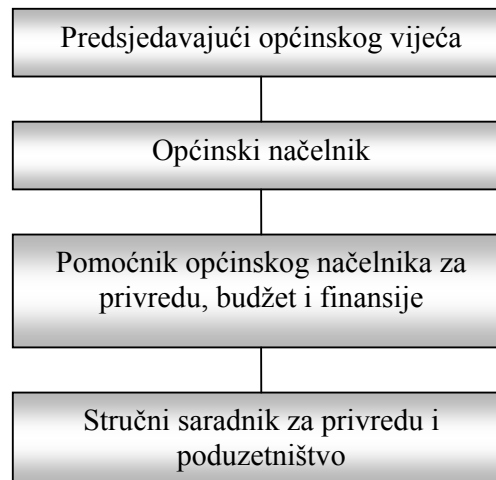 Predsjedavajući općinskog vijeća
Općinski načelnik
Pomoćnik općinskog načelnika za
privredu, budžet i finansije
Stručni saradnik za privredu i
poduzetništvo